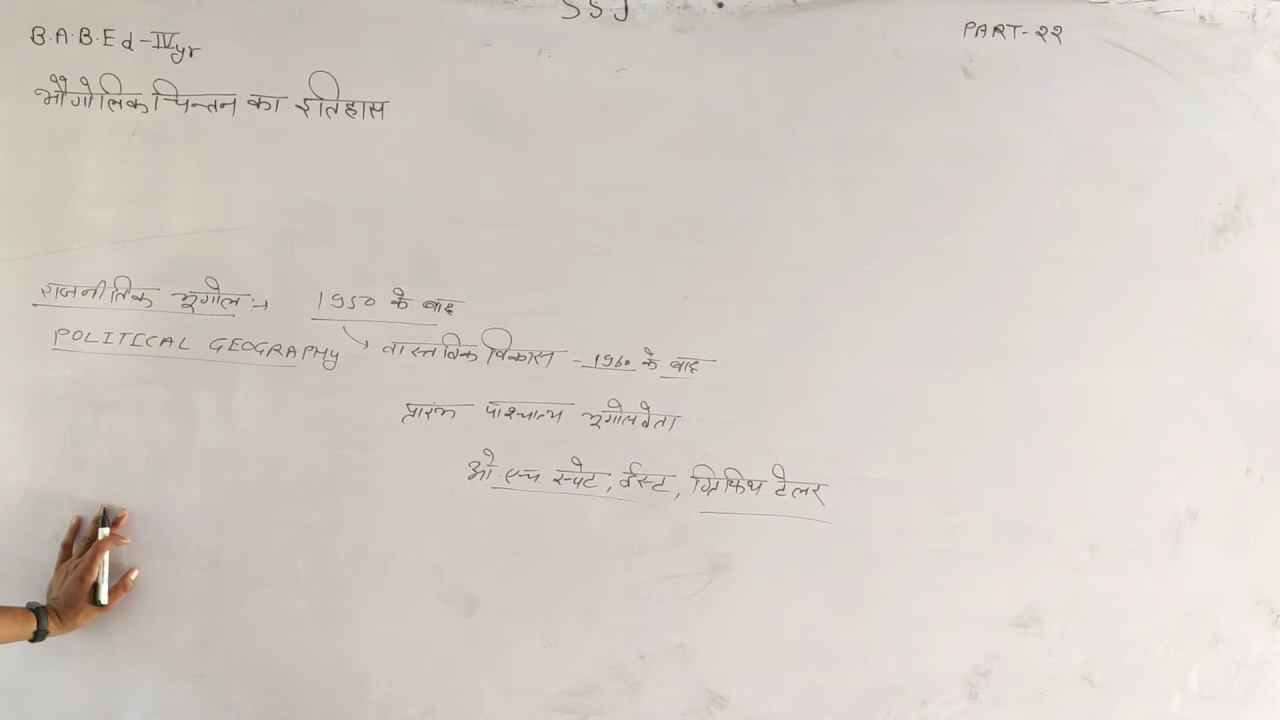 SSJ
PART-22
B.A.B.Ed-IVyr
भौगोलिक चिन्तन का इतिहास
राजनीतिक भूगोल :→ 1950 के बाद
POLITICAL GEOGRAPHY → वास्तविक विकास - 1960 के बाद
प्रारंभ पाश्चात्य भूगोलवेता
ओ. एच. स्पेट, ईस्ट, ग्रिफिथ टेलर